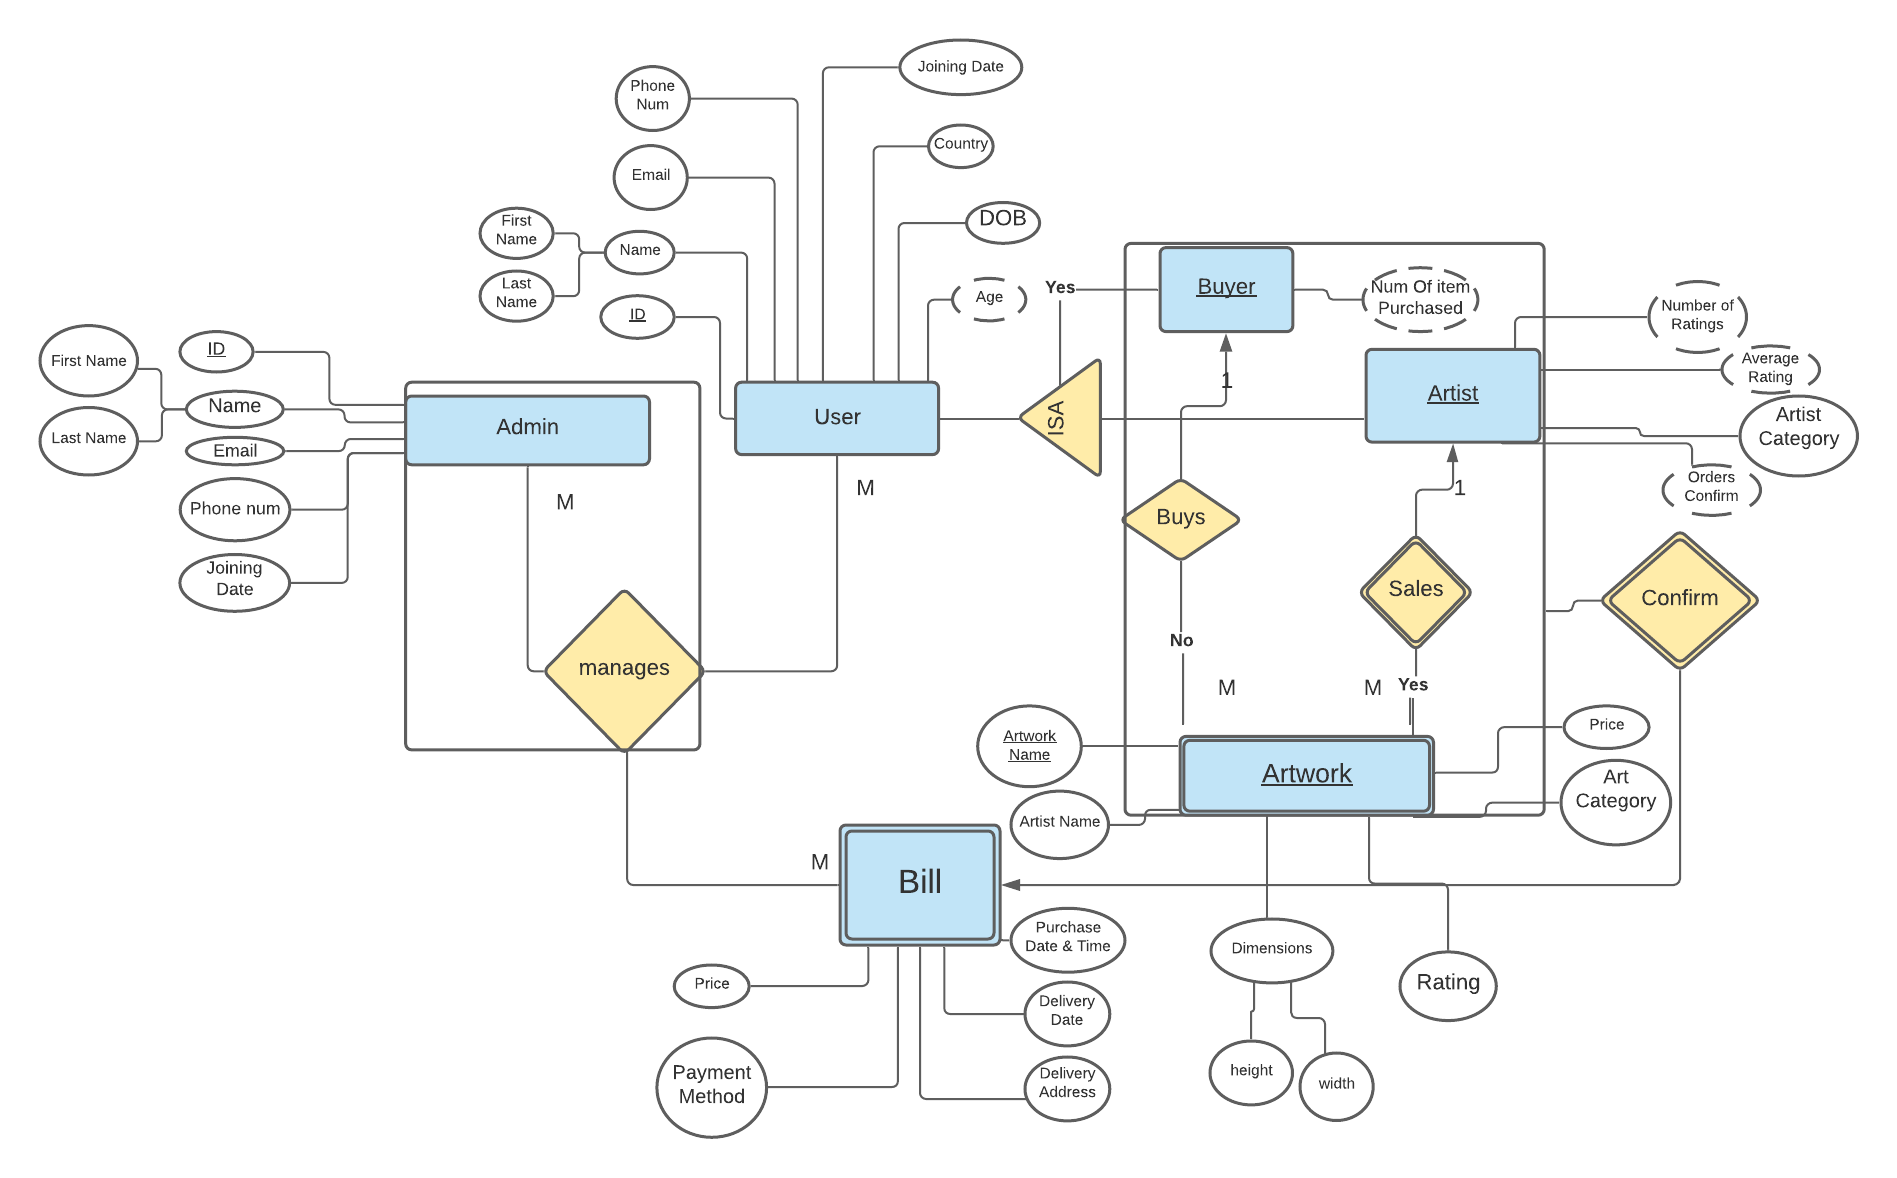 Joining Date
Phone
Num
Country
Email
DOB
First
Name
Name
Last
Name
ID
Age
Yes
Buyer
Num Of item
Purchased
Number of
Ratings
Average
Rating
Artist
Artist
Category
Orders
Confirm
First Name
ID
Name
Last Name
Email
Phone num
Joining
Date
Admin
User
ISA
M
M
1
1
Buys
Sales
Confirm
manages
No
M
M
Yes
Artwork
Name
Artwork
Price
Art
Category
Artist Name
M
Bill
Purchase
Date & Time
Dimensions
Rating
Price
Delivery
Date
Payment
Method
Delivery
Address
height
width